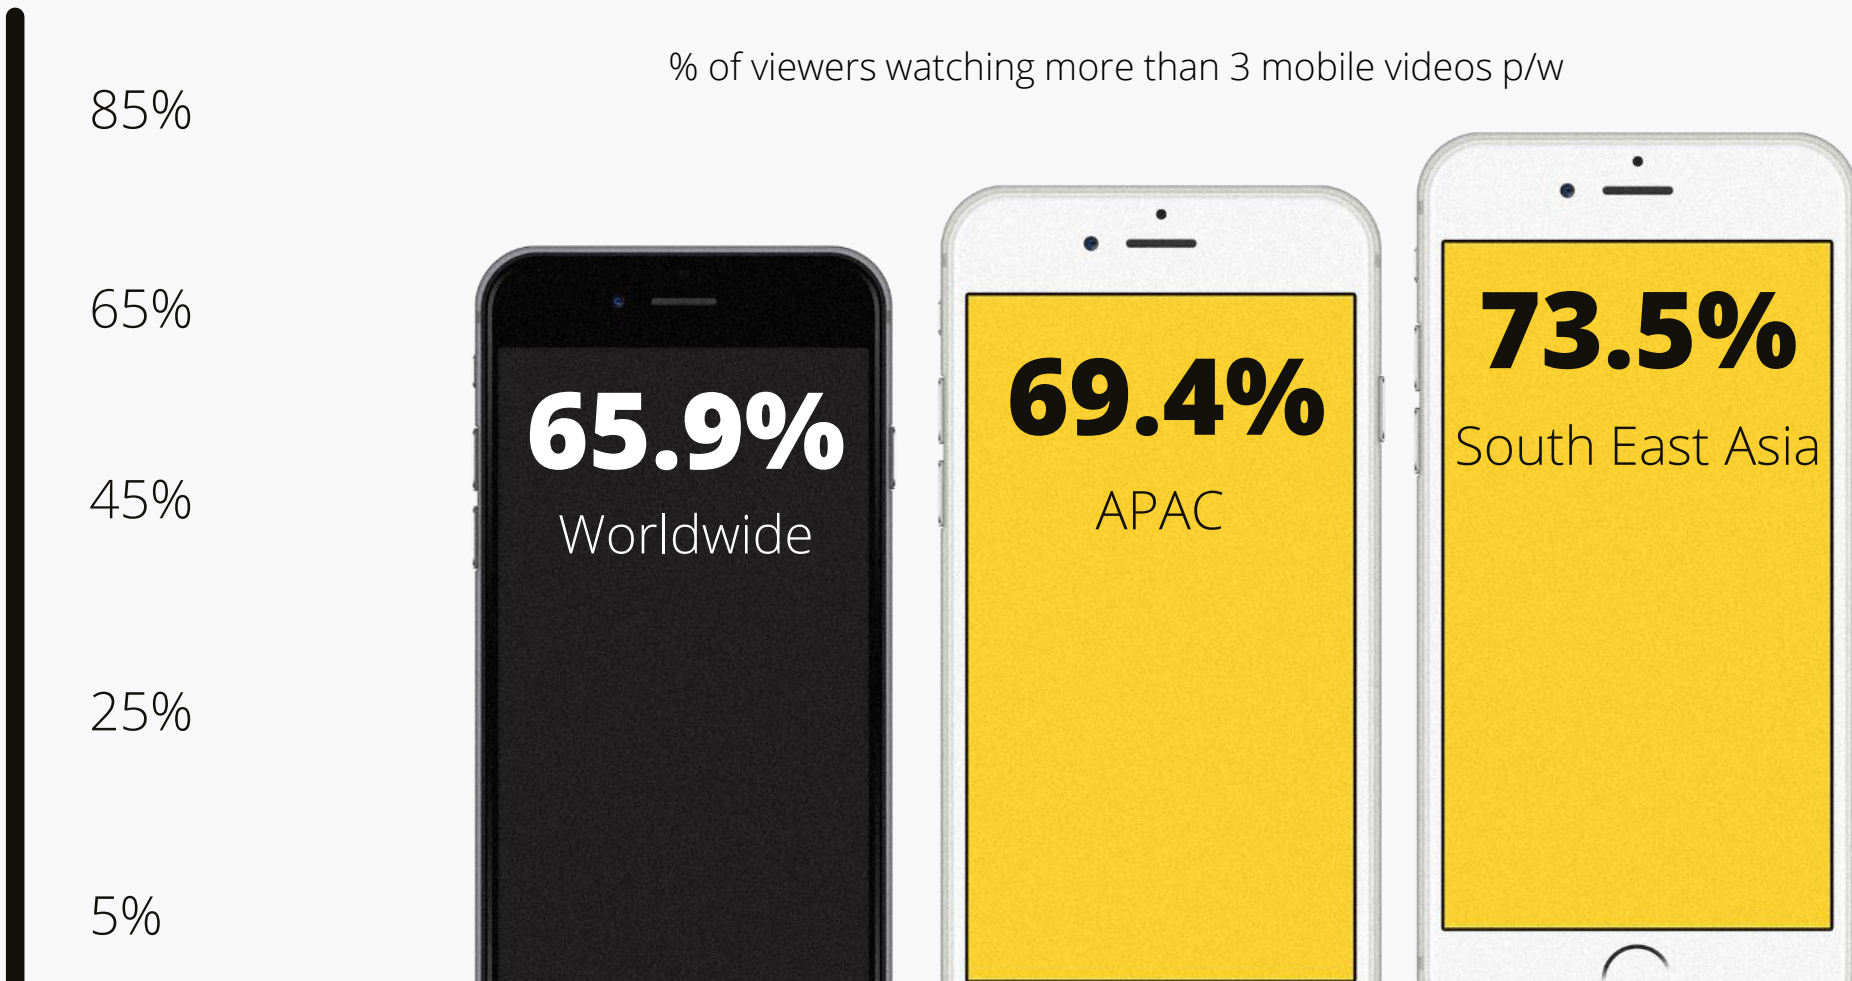 % of viewers watching more than 3 mobile videos p/w
85%
65%
45%
25%
5%
65.9%
Worldwide
69.4%
APAC
73.5%
South East Asia